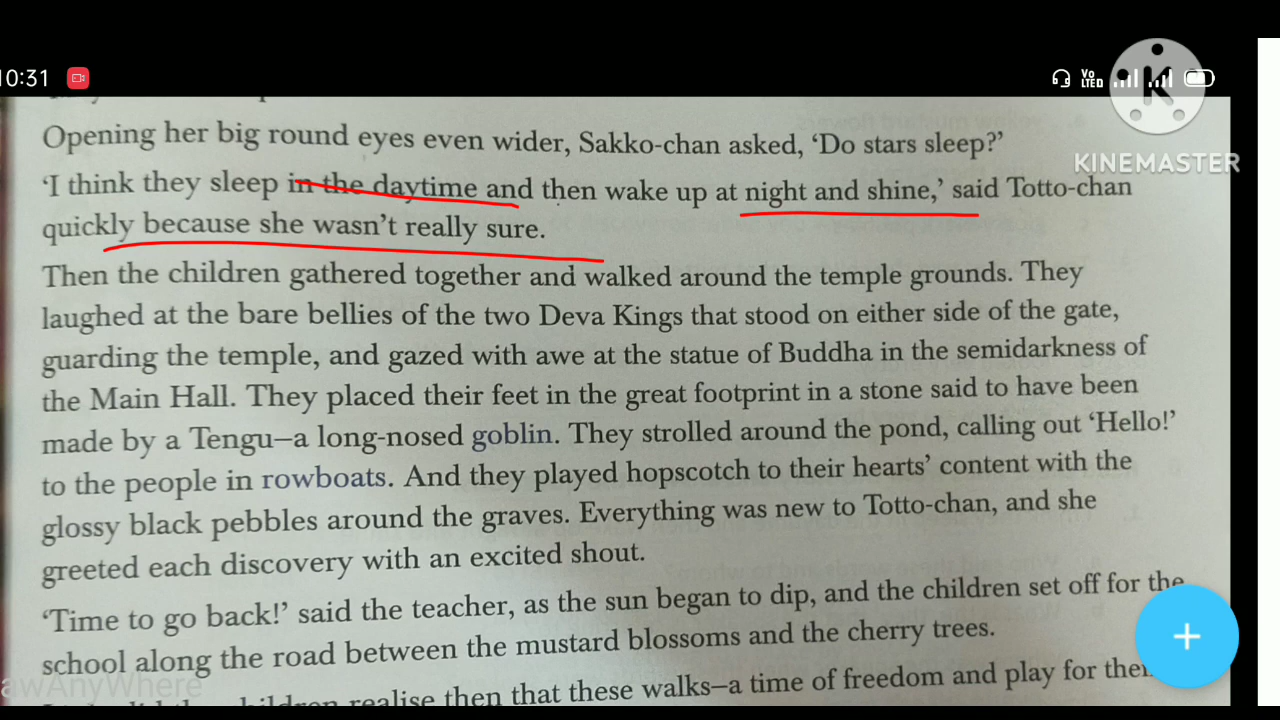 10:31
Vo
LTED
KINEMASTER
Opening her big round eyes even wider, Sakko-chan asked, ‘Do stars sleep?’
‘I think they sleep in the daytime and then wake up at night and shine,’ said Totto-chan
quickly because she wasn’t really sure.
Then the children gathered together and walked around the temple grounds. They
laughed at the bare bellies of the two Deva Kings that stood on either side of the gate,
guarding the temple, and gazed with awe at the statue of Buddha in the semidarkness of
the Main Hall. They placed their feet in the great footprint in a stone said to have been
made by a Tengu—a long-nosed goblin. They strolled around the pond, calling out ‘Hello!’
to the people in rowboats. And they played hopscotch to their hearts’ content with the
glossy black pebbles around the graves. Everything was new to Totto-chan, and she
greeted each discovery with an excited shout.
‘Time to go back!’ said the teacher, as the sun began to dip, and the children set off for the
school along the road between the mustard blossoms and the cherry trees.
realise then that these walks—a time of freedom and play for
awAnyWhere